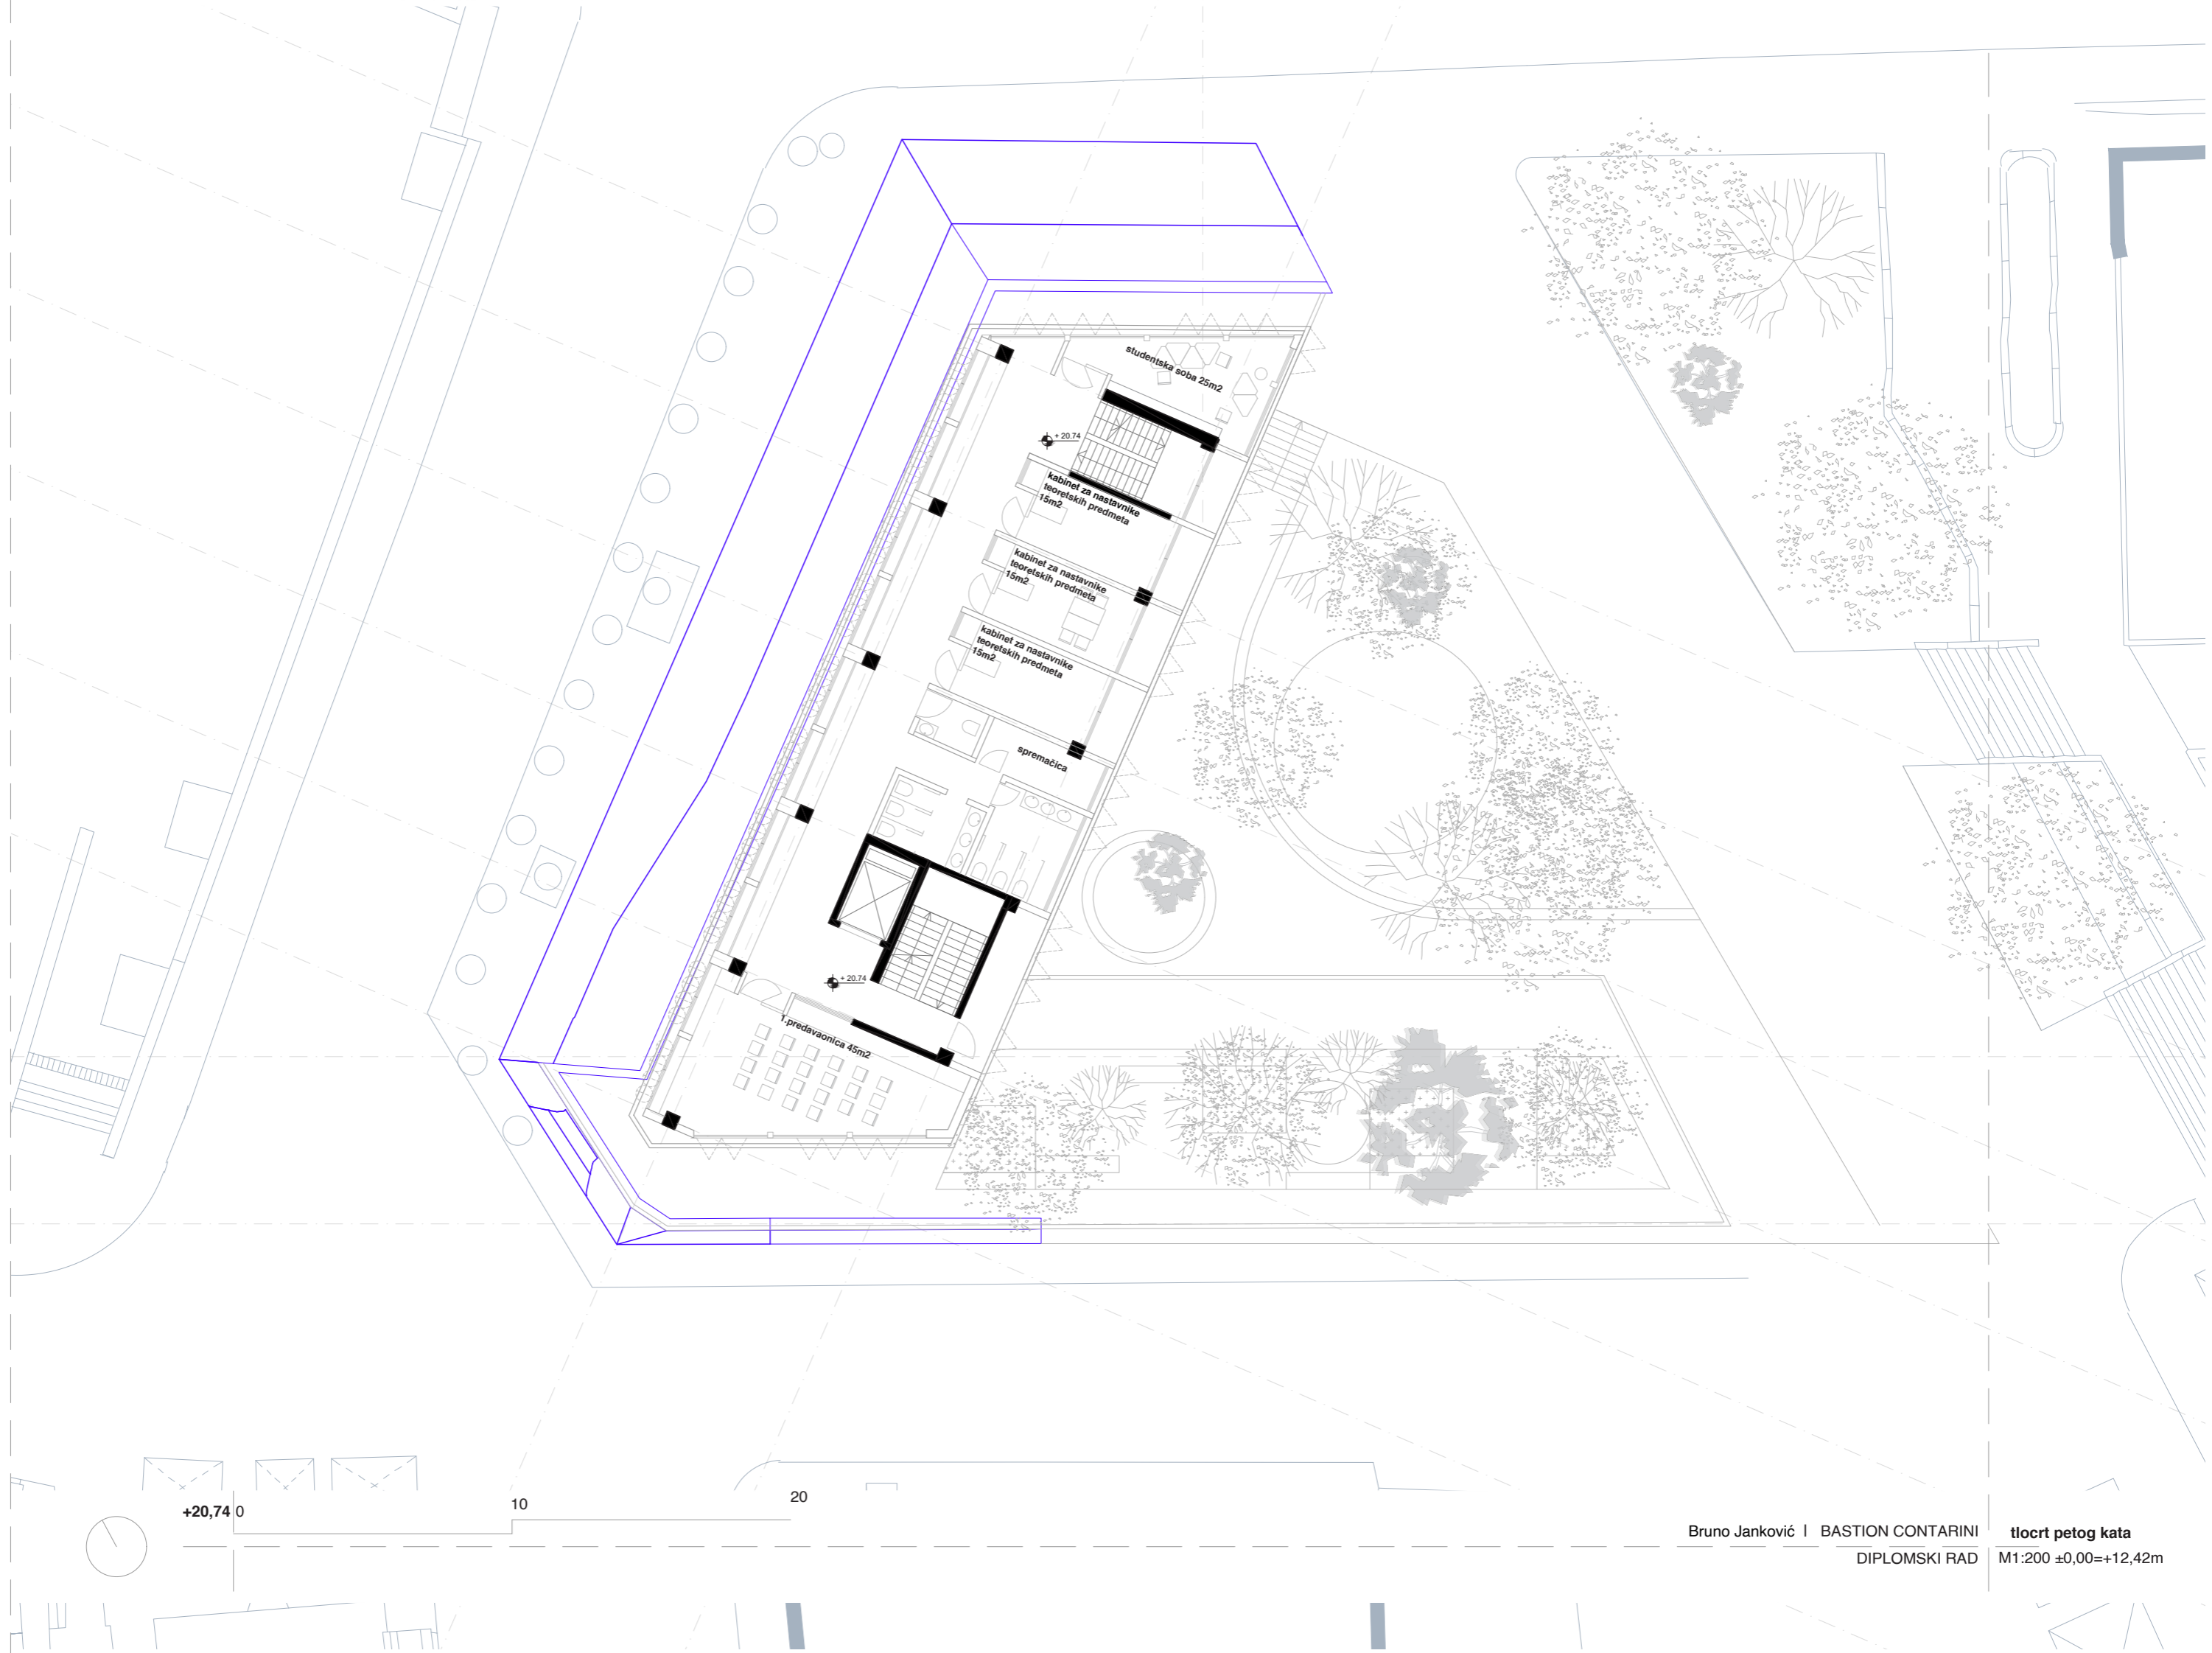 studentska soba 25m2
+ 20.74
kabinet za nastavnike
teoretskih predmeta
15m2
kabinet za nastavnike
teoretskih predmeta
15m2
kabinet za nastavnike
teoretskih predmeta
15m2
spremačica
+ 20.74
1.predavaonica 45m2
+20,74 0
10
20
Bruno Janković | BASTION CONTARINI
tlocrt petog kata
DIPLOMSKI RAD
M1:200 ±0,00=+12,42m